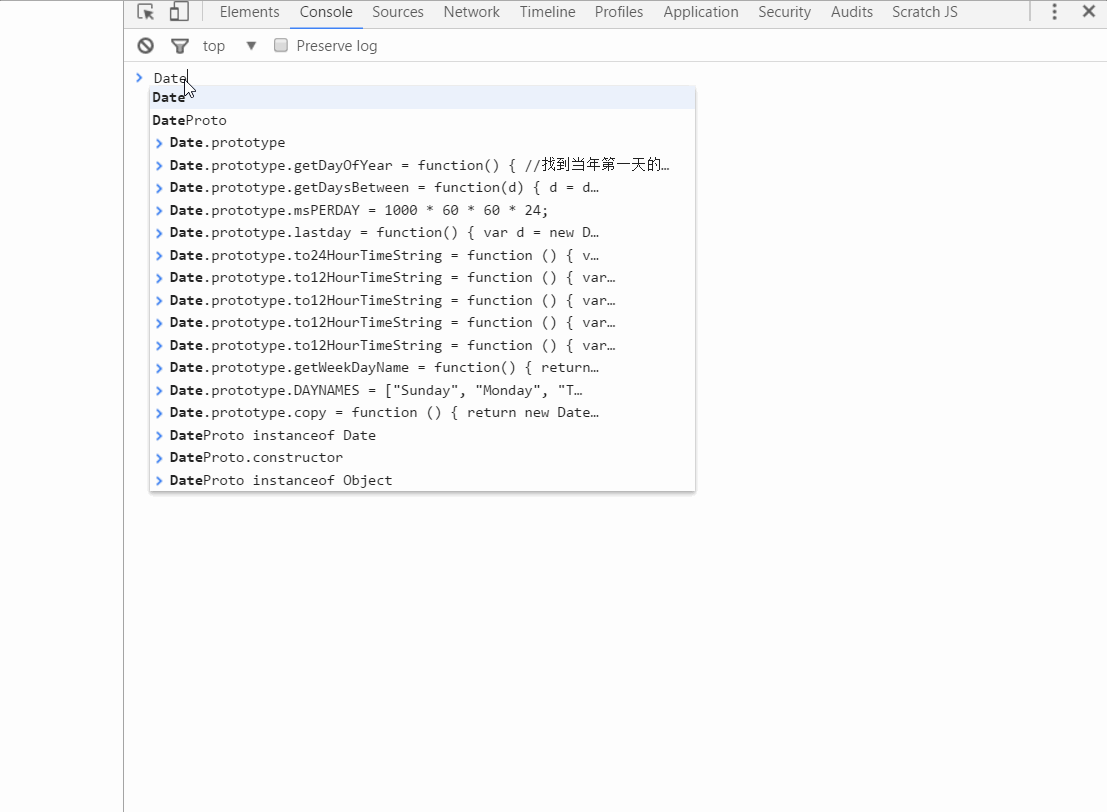 Elements Console Sources Network Timeline Profiles Application Security Audits Scratch JS
top Preserve log
Date
Date
DateProto
Date.prototype
Date.prototype.getDayOfYear = function() { //找到当年第一天的…
Date.prototype.getDaysBetween = function(d) { d = d…
Date.prototype.msPERDAY = 1000 * 60 * 60 * 24;
Date.prototype.lastday = function() { var d = new D…
Date.prototype.to24HourTimeString = function () { v…
Date.prototype.to12HourTimeString = function () { var…
Date.prototype.to12HourTimeString = function () { var…
Date.prototype.to12HourTimeString = function () { var…
Date.prototype.to12HourTimeString = function () { var…
Date.prototype.getWeekDayName = function() { return…
Date.prototype.DAYNAMES = ["Sunday", "Monday", "T…
Date.prototype.copy = function () { return new Date…
DateProto instanceof Date
DateProto.constructor
DateProto instanceof Object